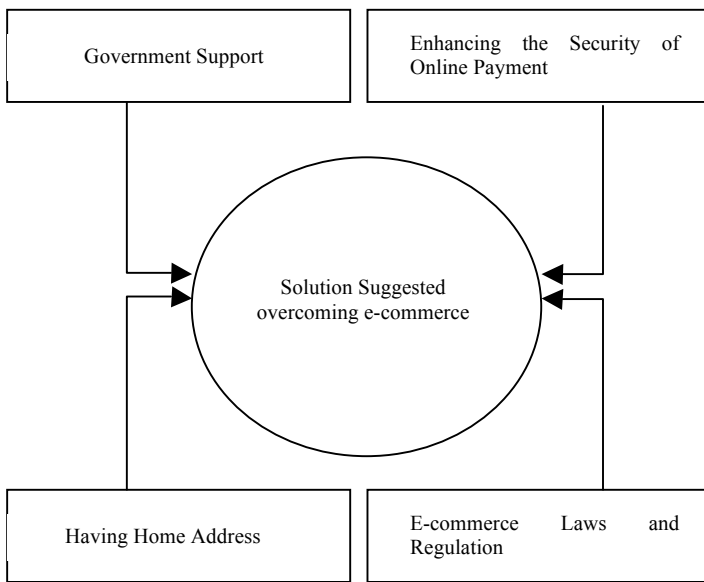 Government Support
Enhancing the Security of
Online Payment
Solution Suggested
overcoming e-commerce
Having Home Address
E-commerce Laws and
Regulation